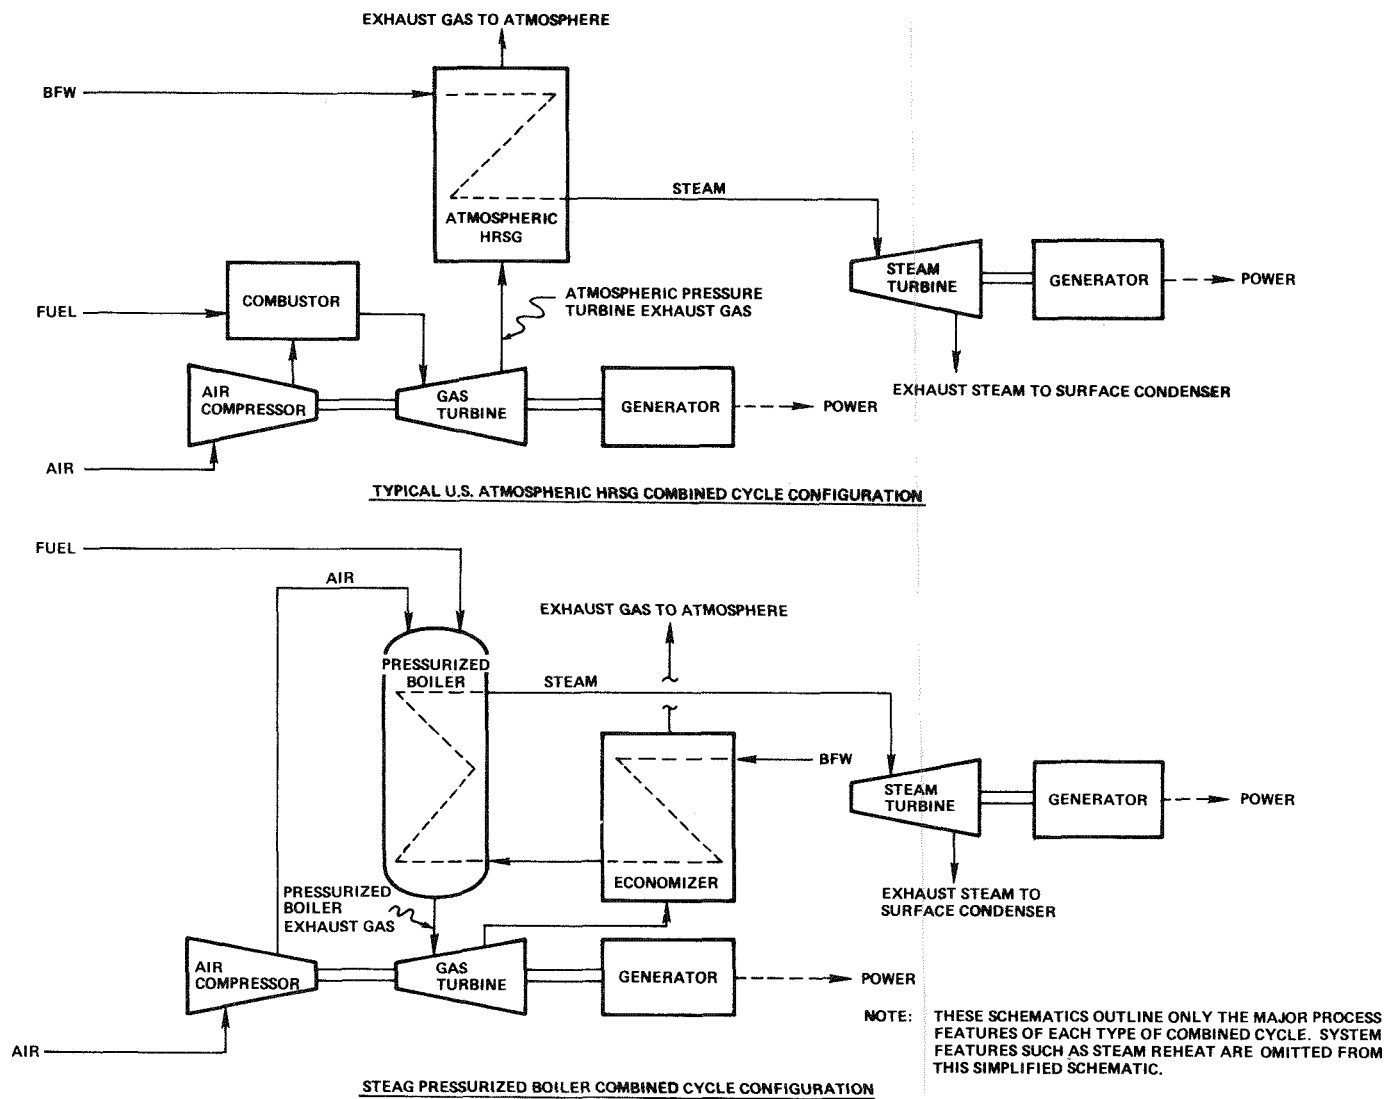 EXHAUST GAS TO ATMOSPHERE
BFW
STEAM
ATMOSPHERIC
HRSG
COMBUSTOR
FUEL
ATMOSPHERIC PRESSURE
TURBINE EXHAUST GAS
STEAM
TURBINE
GENERATOR
POWER
EXHAUST STEAM TO SURFACE CONDENSER
AIR
COMPRESSOR
GAS
TURBINE
GENERATOR
POWER
AIR
TYPICAL U.S. ATMOSPHERIC HRSG COMBINED CYCLE CONFIGURATION
FUEL
AIR
EXHAUST GAS TO ATMOSPHERE
PRESSURIZED
BOILER
STEAM
BFW
STEAM
TURBINE
GENERATOR
POWER
ECONOMIZER
PRESSURIZED
BOILER
EXHAUST GAS
EXHAUST STEAM TO
SURFACE CONDENSER
AIR
COMPRESSOR
GAS
TURBINE
GENERATOR
POWER
AIR
NOTE: THESE SCHEMATICS OUTLINE ONLY THE MAJOR PROCESS
FEATURES OF EACH TYPE OF COMBINED CYCLE. SYSTEM
FEATURES SUCH AS STEAM REHEAT ARE OMITTED FROM
THIS SIMPLIFIED SCHEMATIC.
STEAG PRESSURIZED BOILER COMBINED CYCLE CONFIGURATION